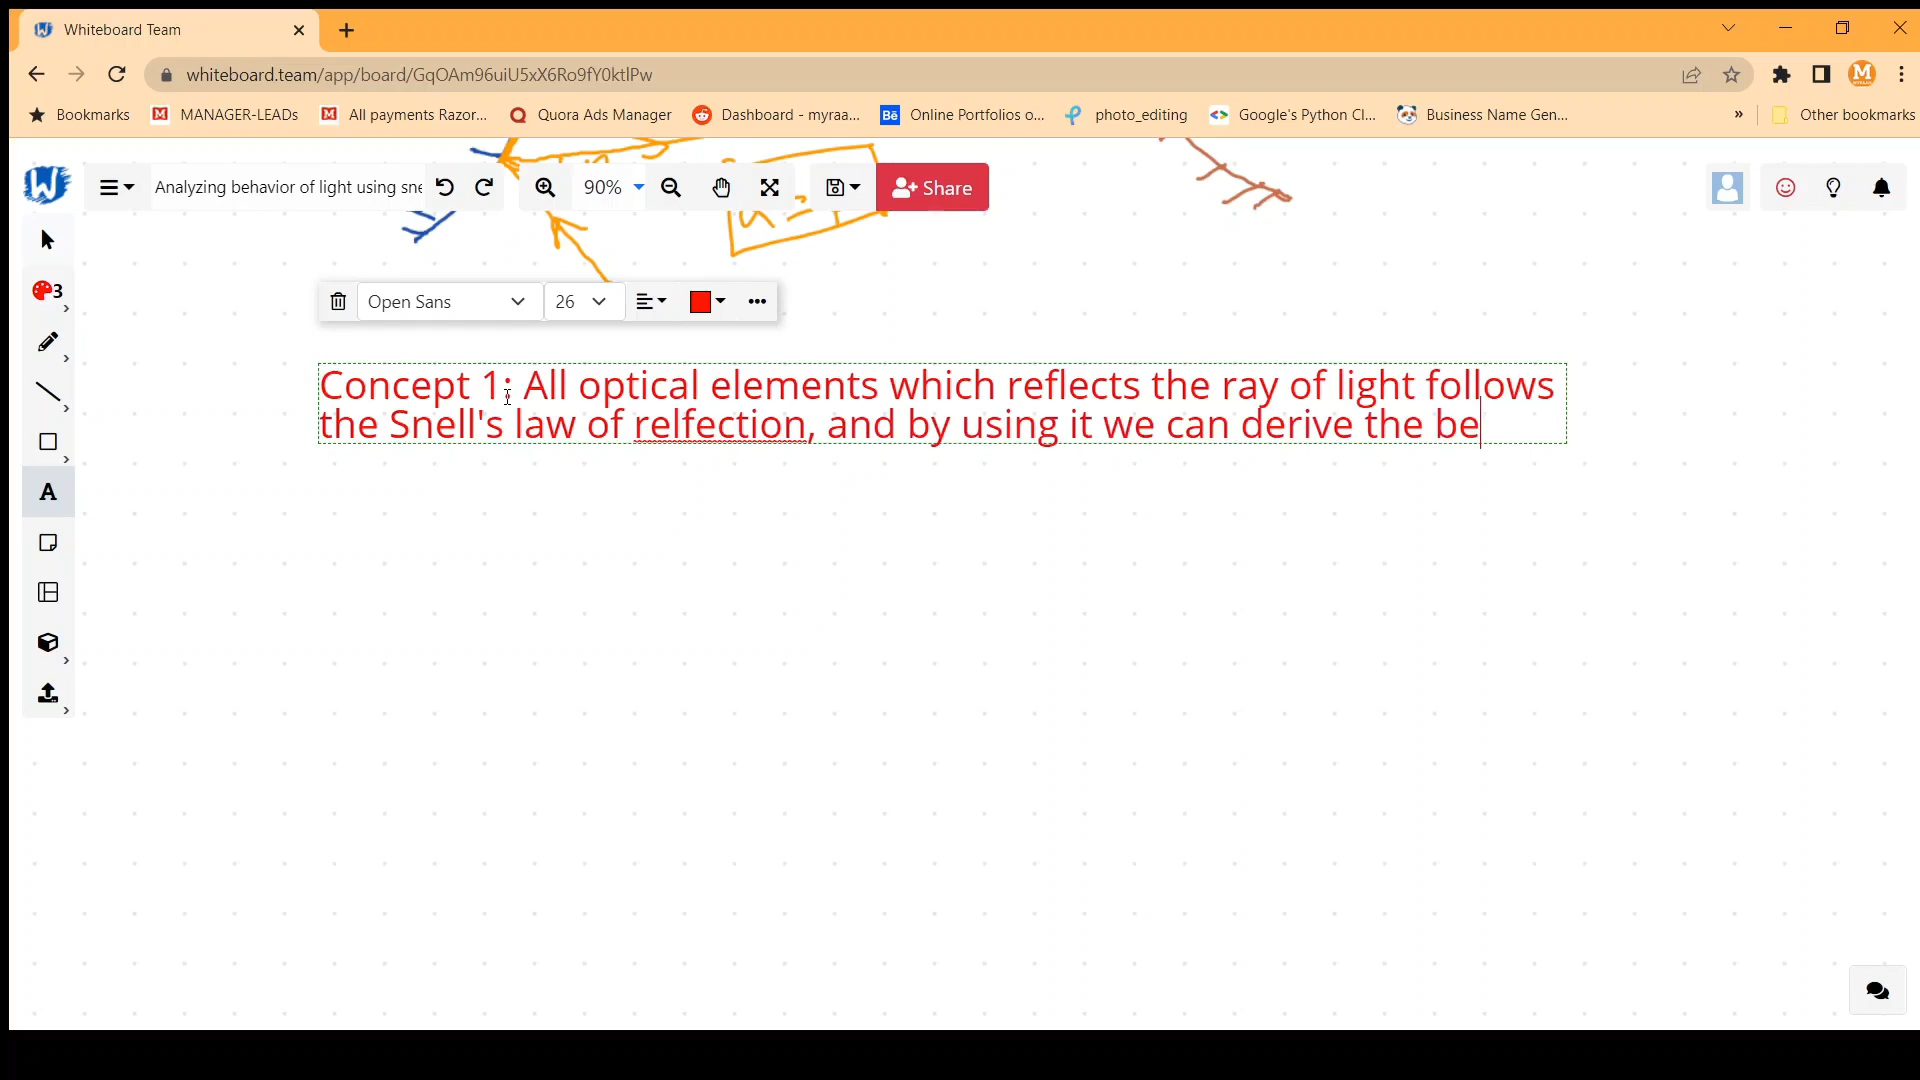 Whiteboard Team
whiteboard.team/app/board/GqOAm96uiU5xX6Ro9fY0ktlPw
Bookmarks MANAGER-LEADs All payments Razor... Quora Ads Manager Dashboard - myraa... Online Portfolios o... photo_editing Google's Python Cl... Business Name Gen... » Other bookmarks
Analyzing behavior of light using sne 90% Share
3
Open Sans 26
Concept 1: All optical elements which reflects the ray of light follows
the Snell's law of relfection, and by using it we can derive the be
A